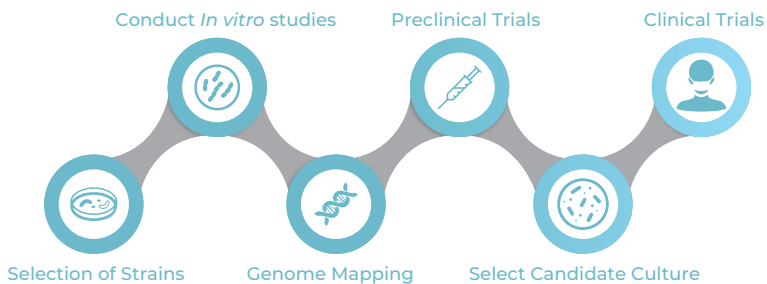 Conduct In vitro studies
Preclinical Trials
Clinical Trials
Selection of Strains
Genome Mapping
Select Candidate Culture